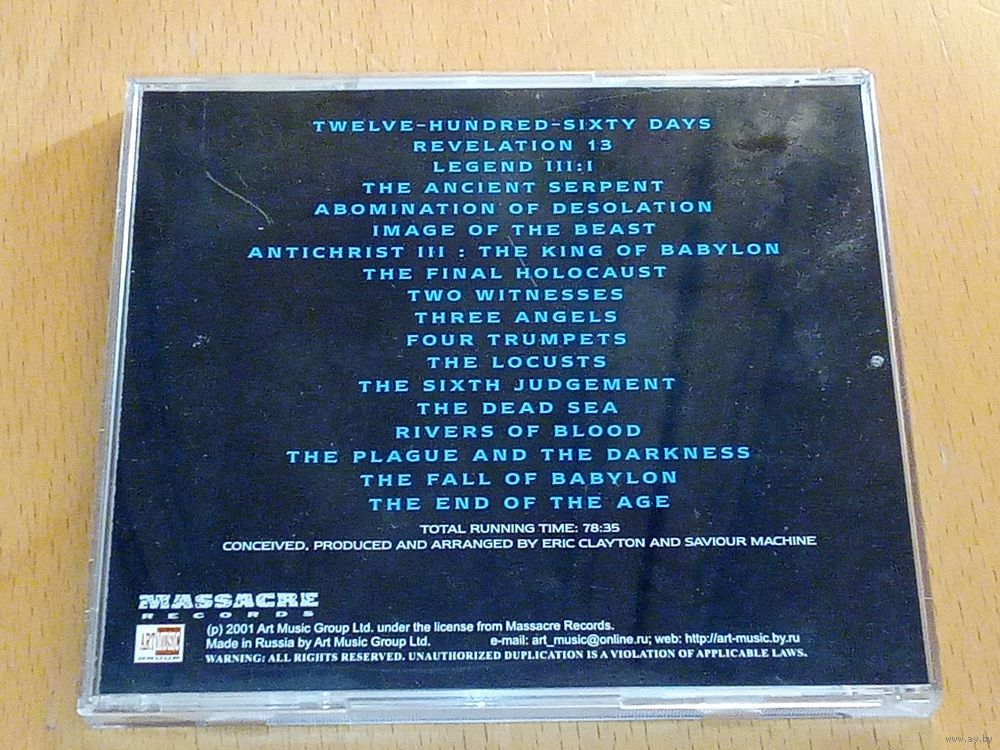 TWELVE-HUNDRED-SIXTY DAYS
REVELATION 13
LEGEND III:I
THE ANCIENT SERPENT
ABOMINATION OF DESOLATION
IMAGE OF THE BEAST
ANTICHRIST III : THE KING OF BABYLON
THE FINAL HOLOCAUST
TWO WITNESSES
THREE ANGELS
FOUR TRUMPETS
THE LOCUSTS
THE SIXTH JUDGEMENT
THE DEAD SEA
RIVERS OF BLOOD
THE PLAGUE AND THE DARKNESS
THE FALL OF BABYLON
THE END OF THE AGE
TOTAL RUNNING TIME: 78:35
CONCEIVED, PRODUCED AND ARRANGED BY ERIC CLAYTON AND SAVIOUR MACHINE
MASSACRE
RECORDS
ART MUSIC
GROUP
(p) 2001 Art Music Group Ltd. under the license from Massacre Records.
Made in Russia by Art Music Group Ltd. e-mail: art_music@online.ru; web: http://art-music.by.ru
WARNING: ALL RIGHTS RESERVED. UNAUTHORIZED DUPLICATION IS A VIOLATION OF APPLICABLE LAWS.
www.ay.by